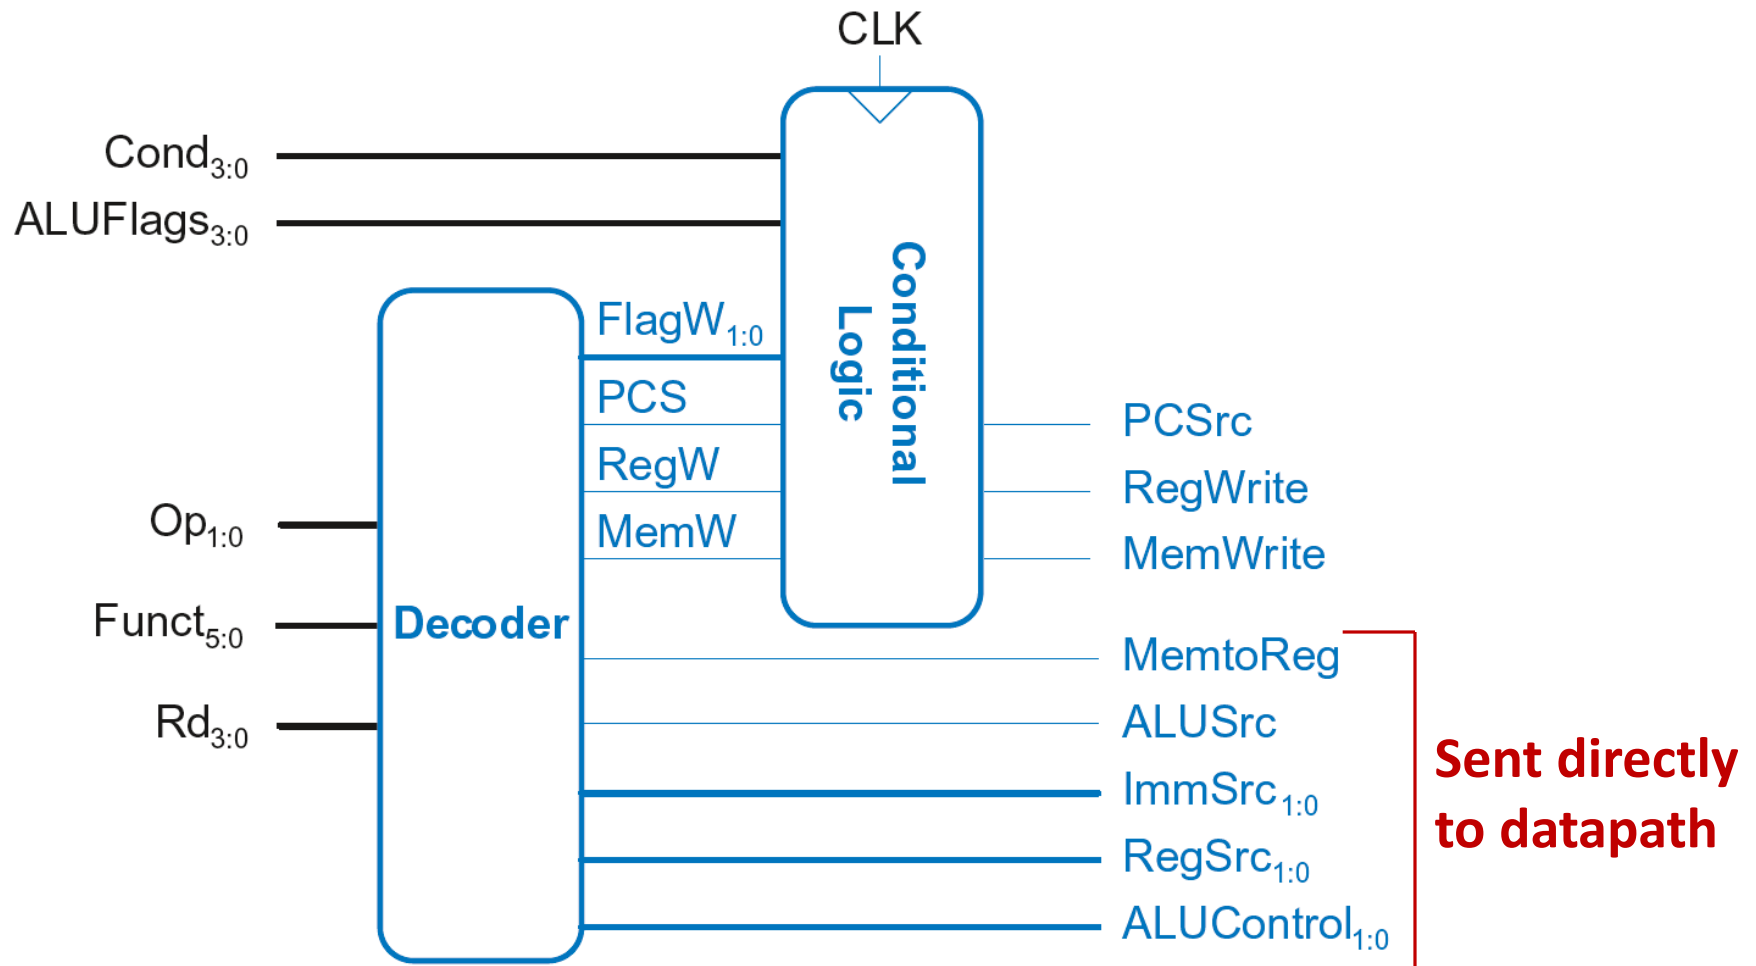 CLK
Cond3:0
ALUFlags3:0
Conditional
Logic
FlagW1:0
PCS
RegW
MemW
PCSrc
RegWrite
MemWrite
Op1:0
Funct5:0
Rd3:0
Decoder
MemtoReg
ALUSrc
ImmSrc1:0
RegSrc1:0
ALUControl1:0
Sent directly
to datapath